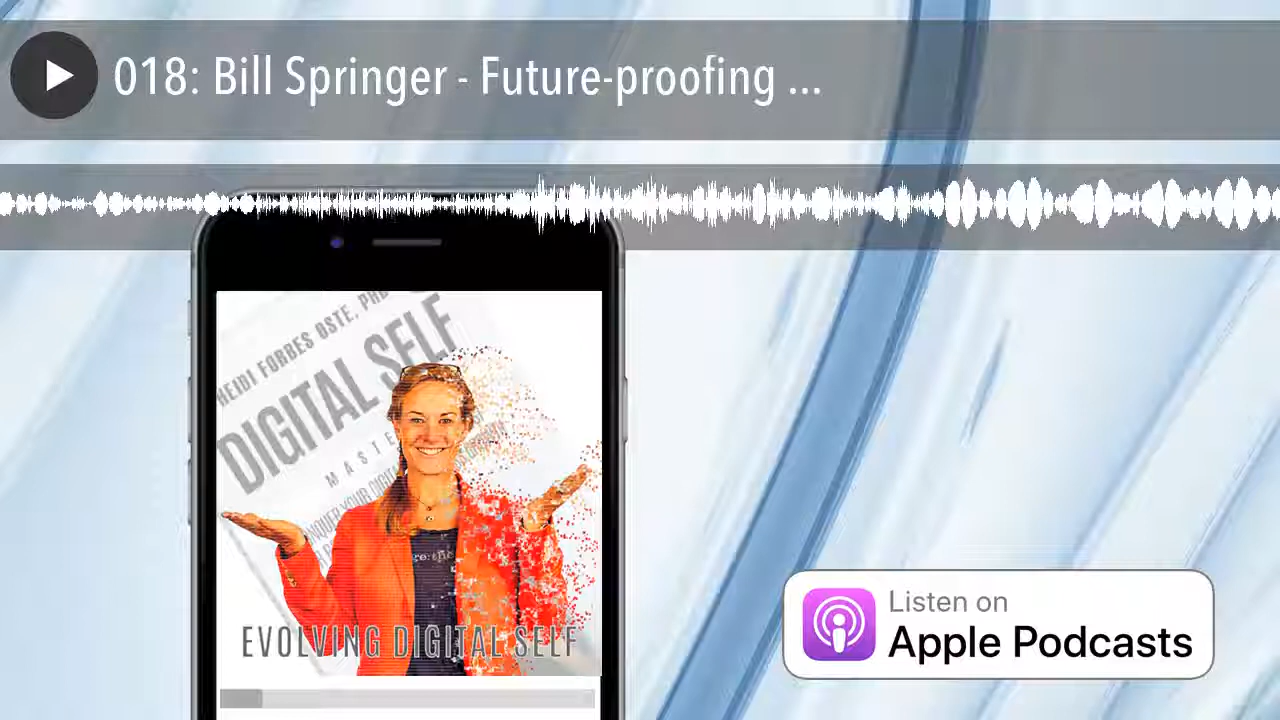 018: Bill Springer - Future-proofing ...
HEIDI FORBES OSTE, PHD
DIGITAL SELF
EVOLVING DIGITAL SELF
Listen on
Apple Podcasts